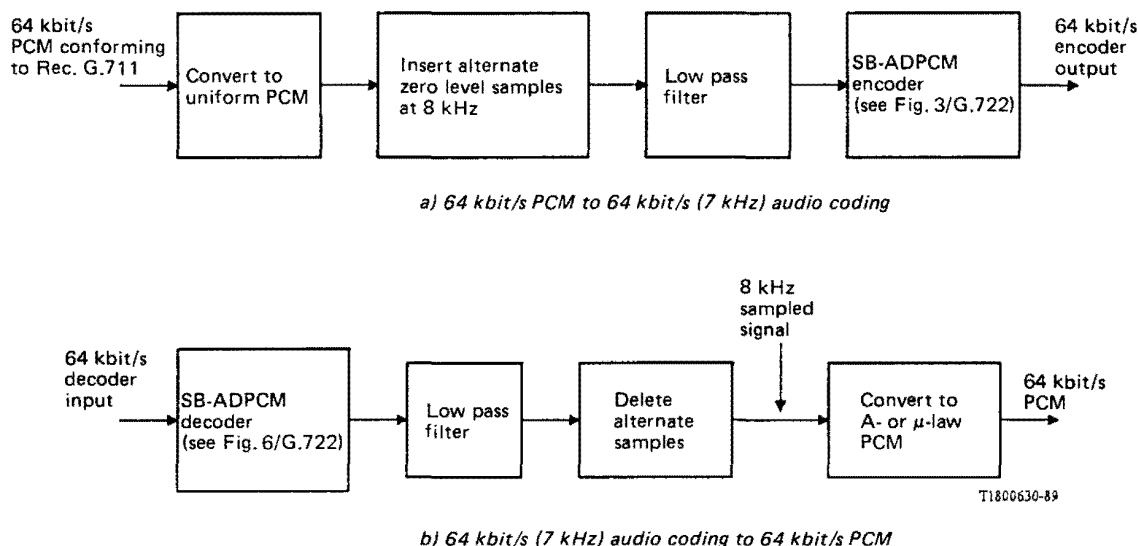 64 kbit/s
PCM conforming
to Rec. G.711
Convert to
uniform PCM
Insert alternate
zero level samples
at 8 kHz
Low pass
filter
SB-ADPCM
encoder
(see Fig. 3/G.722)
64 kbit/s
encoder
output
a) 64 kbit/s PCM to 64 kbit/s (7 kHz) audio coding
64 kbit/s
decoder
input
SB-ADPCM
decoder
(see Fig. 6/G.722)
Low pass
filter
Delete
alternate
samples
8 kHz
sampled
signal
Convert to
A- or μ-law
PCM
64 kbit/s
PCM
T1800630-89
b) 64 kbit/s (7 kHz) audio coding to 64 kbit/s PCM